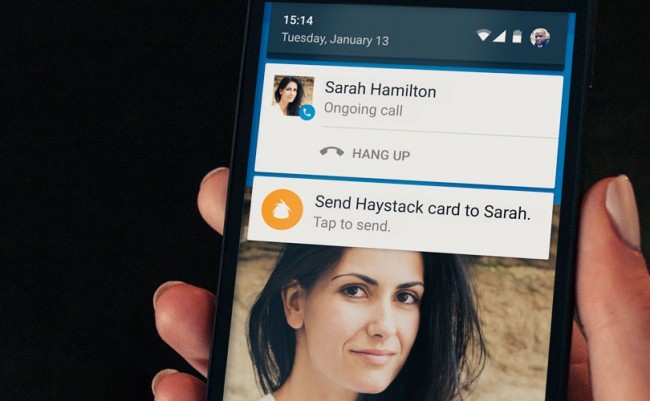 15:14
Tuesday, January 13
Sarah Hamilton
Ongoing call
HANG UP
Send Haystack card to Sarah.
Tap to send.